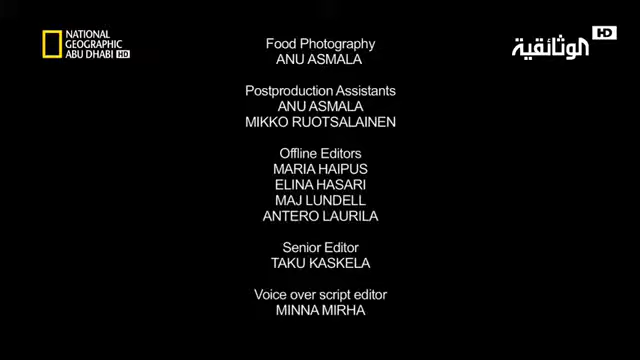 NATIONAL
GEOGRAPHIC
ABU DHABI HD
الوثائقية
HD
Food Photography
ANU ASMALA
Postproduction Assistants
ANU ASMALA
MIKKO RUOTSALAINEN
Offline Editors
MARIA HAIPUS
ELINA HASARI
MAJ LUNDELL
ANTERO LAURILA
Senior Editor
TAKU KASKELA
Voice over script editor
MINNA MIRHA